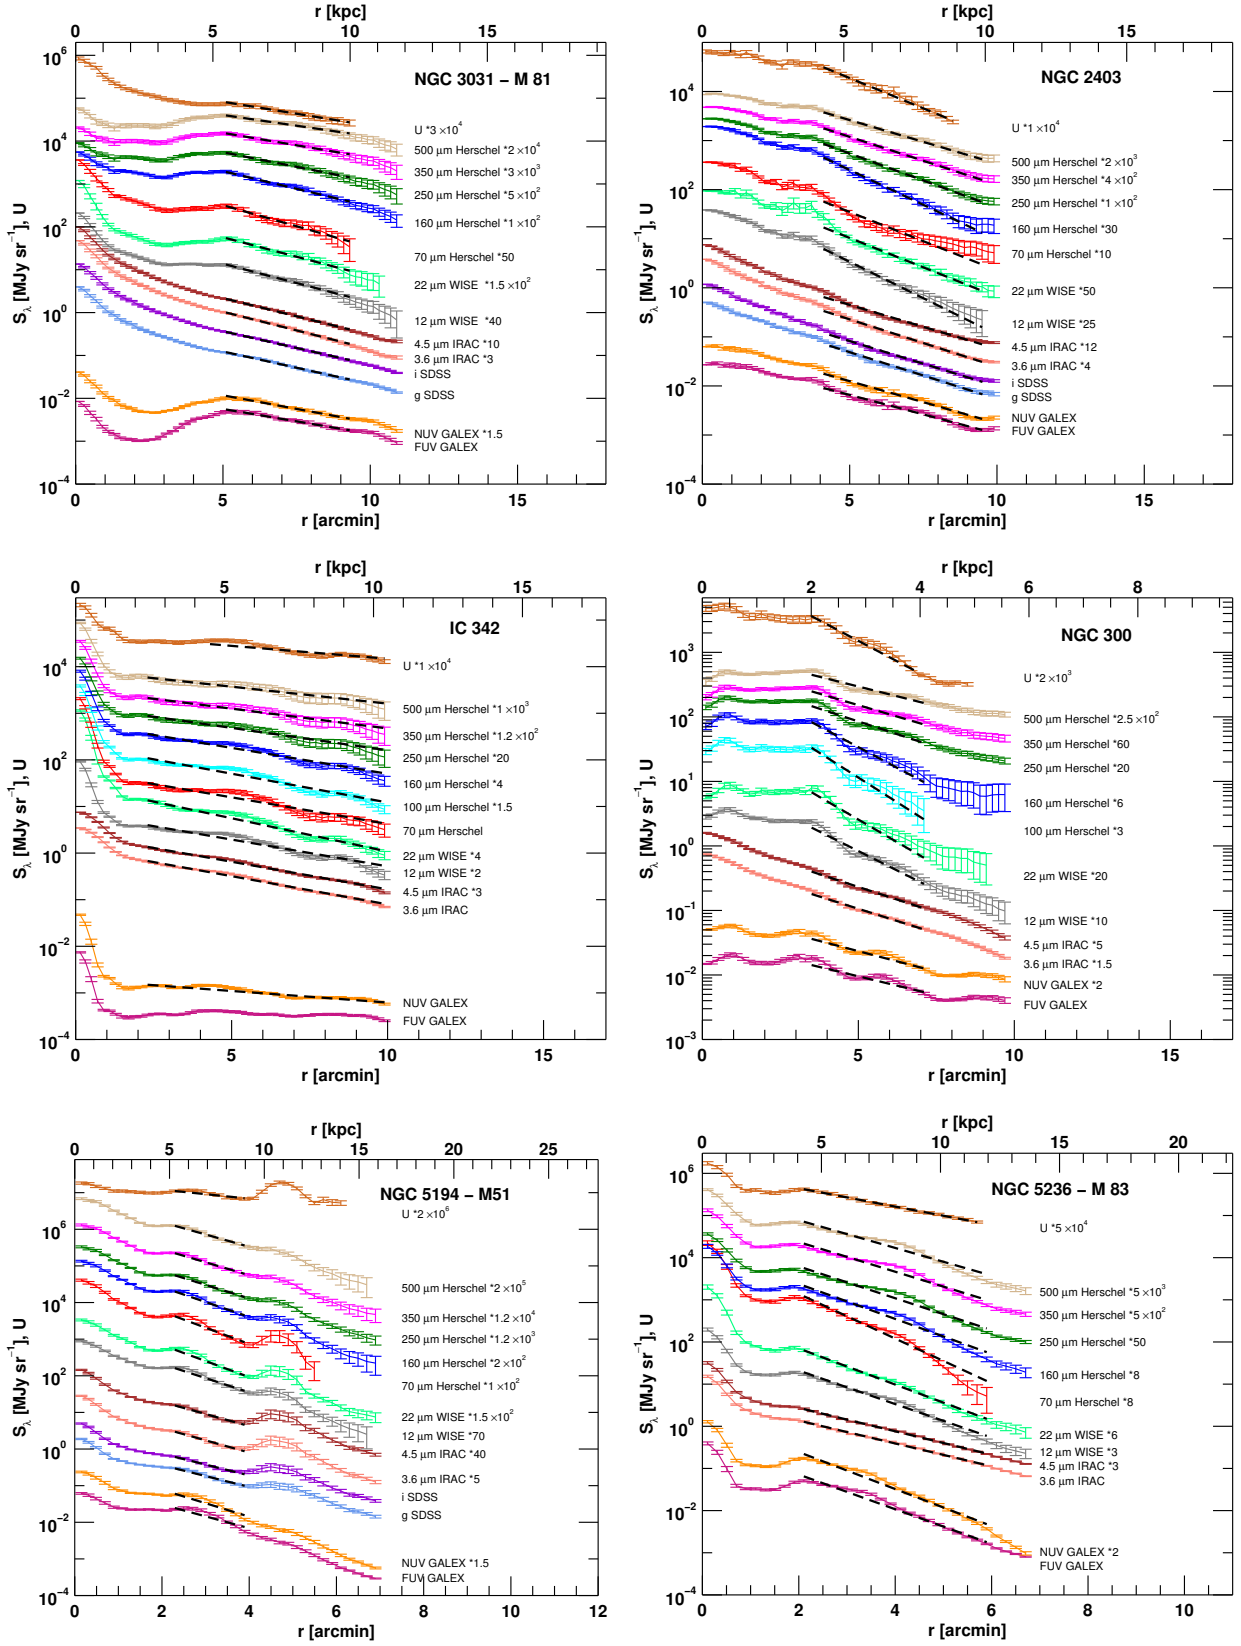 r [kpc]
0 5 10 15
NGC 3031 – M 81
U *3 ×10⁴
500 μm Herschel *2 ×10⁴
350 μm Herschel *3 ×10³
250 μm Herschel *5 ×10²
160 μm Herschel *1 ×10²
70 μm Herschel *50
22 μm WISE *1.5 ×10²
12 μm WISE *40
4.5 μm IRAC *10
3.6 μm IRAC *3
i SDSS
g SDSS
NUV GALEX *1.5
FUV GALEX
10⁶
10⁴
10²
10⁰
10⁻²
10⁻⁴
S_λ [MJy sr⁻¹], U
0 5 10 15
r [arcmin]
r [kpc]
0 5 10 15
NGC 2403
U *1 ×10⁴
500 μm Herschel *2 ×10³
350 μm Herschel *4 ×10²
250 μm Herschel *1 ×10²
160 μm Herschel *30
70 μm Herschel *10
22 μm WISE *50
12 μm WISE *25
4.5 μm IRAC *12
3.6 μm IRAC *4
i SDSS
g SDSS
NUV GALEX
FUV GALEX
10⁴
10²
10⁰
10⁻²
10⁻⁴
S_λ [MJy sr⁻¹], U
0 5 10 15
r [arcmin]
r [kpc]
0 5 10 15
IC 342
U *1 ×10⁴
500 μm Herschel *1 ×10³
350 μm Herschel *1.2 ×10²
250 μm Herschel *20
160 μm Herschel *4
100 μm Herschel *1.5
70 μm Herschel
22 μm WISE *4
12 μm WISE *2
4.5 μm IRAC *3
3.6 μm IRAC
NUV GALEX
FUV GALEX
10⁴
10²
10⁰
10⁻²
10⁻⁴
S_λ [MJy sr⁻¹], U
0 5 10 15
r [arcmin]
r [kpc]
0 2 4 6 8
NGC 300
U *2 ×10³
500 μm Herschel *2.5 ×10²
350 μm Herschel *60
250 μm Herschel *20
160 μm Herschel *6
100 μm Herschel *3
22 μm WISE *20
12 μm WISE *10
4.5 μm IRAC *5
3.6 μm IRAC *1.5
NUV GALEX *2
FUV GALEX
10³
10²
10¹
10⁰
10⁻¹
10⁻²
10⁻³
S_λ [MJy sr⁻¹], U
0 5 10 15
r [arcmin]
r [kpc]
0 5 10 15 20 25
NGC 5194 – M51
U *2 ×10⁶
500 μm Herschel *2 ×10⁵
350 μm Herschel *1.2 ×10⁴
250 μm Herschel *1.2 ×10³
160 μm Herschel *2 ×10²
70 μm Herschel *1 ×10²
22 μm WISE *1.5 ×10²
12 μm WISE *70
4.5 μm IRAC *40
3.6 μm IRAC *5
i SDSS
g SDSS
NUV GALEX *1.5
FUV GALEX
10⁶
10⁴
10²
10⁰
10⁻²
10⁻⁴
S_λ [MJy sr⁻¹], U
0 2 4 6 8 10 12
r [arcmin]
r [kpc]
0 5 10 15 20
NGC 5236 – M 83
U *5 ×10⁴
500 μm Herschel *5 ×10³
350 μm Herschel *5 ×10²
250 μm Herschel *50
160 μm Herschel *8
70 μm Herschel *8
22 μm WISE *6
12 μm WISE *3
4.5 μm IRAC *3
3.6 μm IRAC
NUV GALEX *2
FUV GALEX
10⁶
10⁴
10²
10⁰
10⁻²
10⁻⁴
S_λ [MJy sr⁻¹], U
0 2 4 6 8 10
r [arcmin]